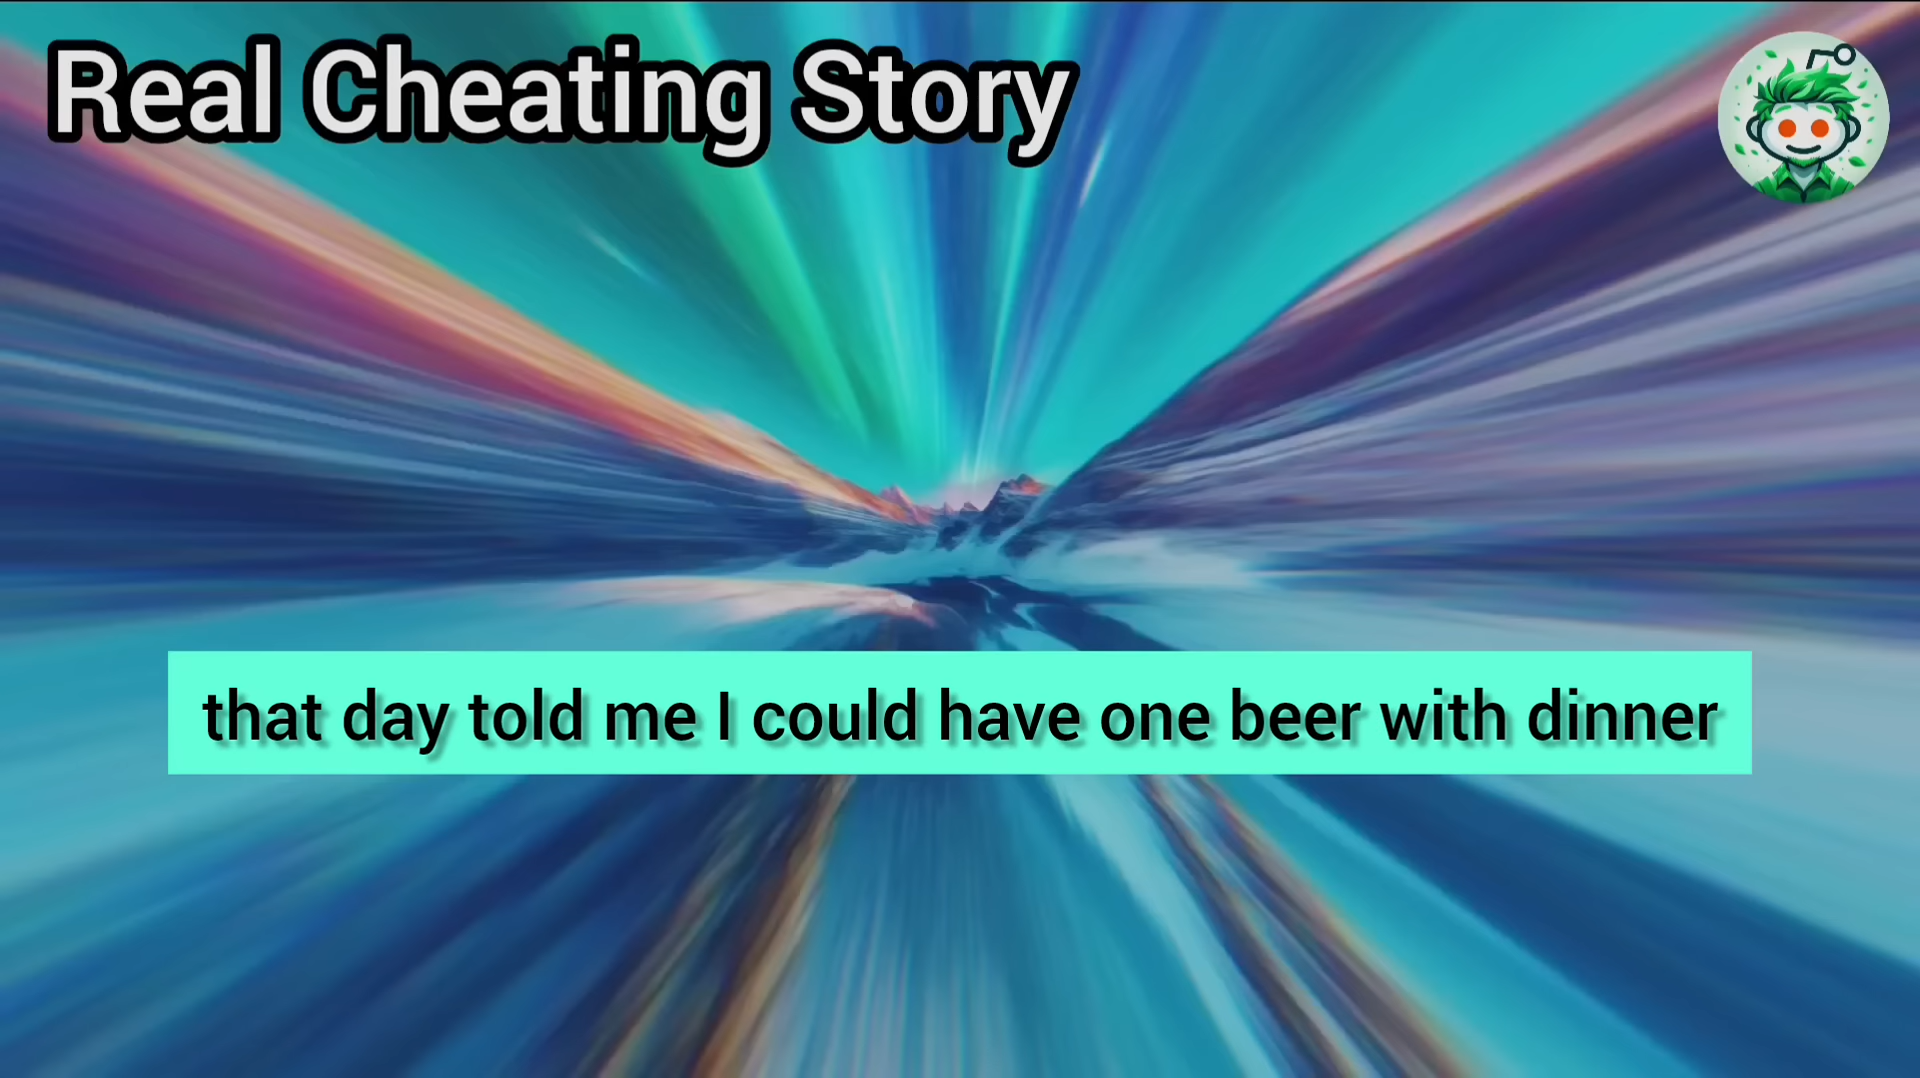 Real Cheating Story
that day told me I could have one beer with dinner